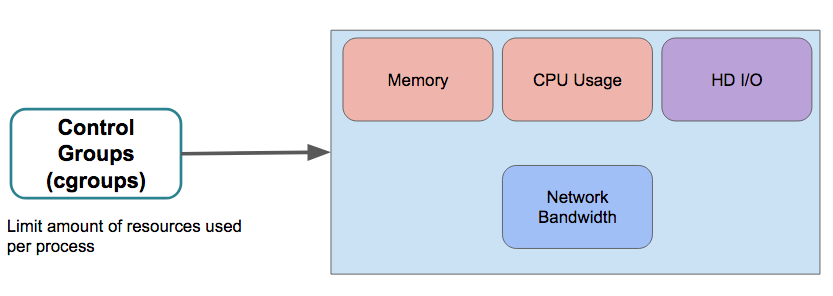 Control
Groups
(cgroups)
Limit amount of resources used
per process
Memory
CPU Usage
HD I/O
Network
Bandwidth